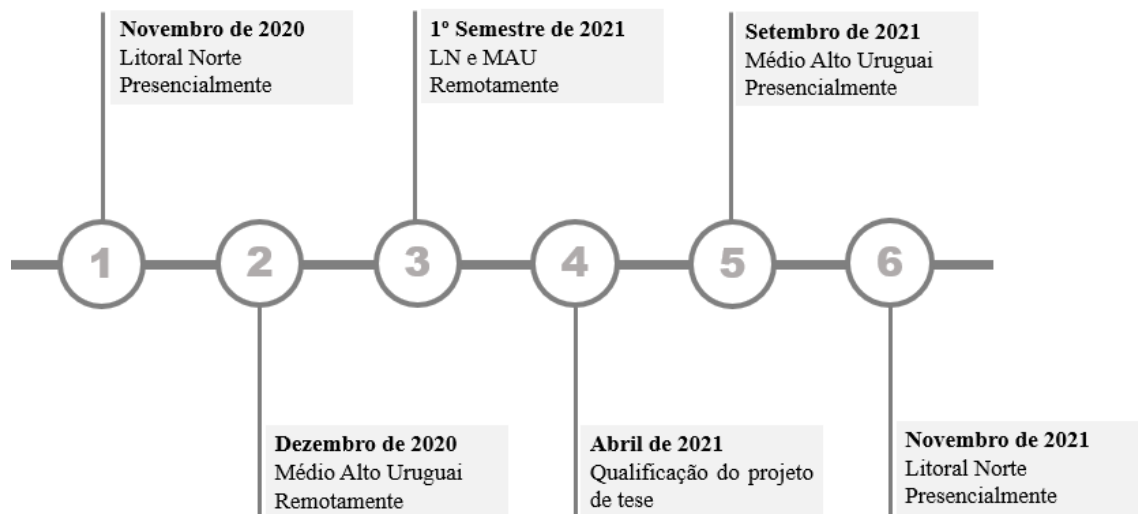 Novembro de 2020
Litoral Norte
Presencialmente
1º Semestre de 2021
LN e MAU
Remotamente
Setembro de 2021
Médio Alto Uruguai
Presencialmente
1
2
3
4
5
6
Dezembro de 2020
Médio Alto Uruguai
Remotamente
Abril de 2021
Qualificação do projeto
de tese
Novembro de 2021
Litoral Norte
Presencialmente